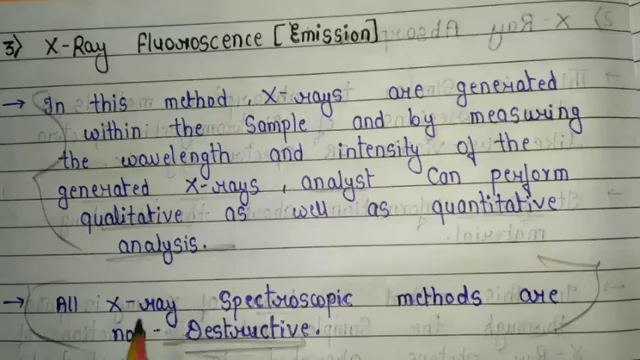 3) X-Ray Fluoroscence [Emission]
→ In this method, X-rays are generated
within the Sample and by measuring
the wavelength and intensity of the
generated X-rays, analyst can perform
qualitative as well as quantitative
analysis.
→ All X-ray Spectroscopic methods are
Destructive.